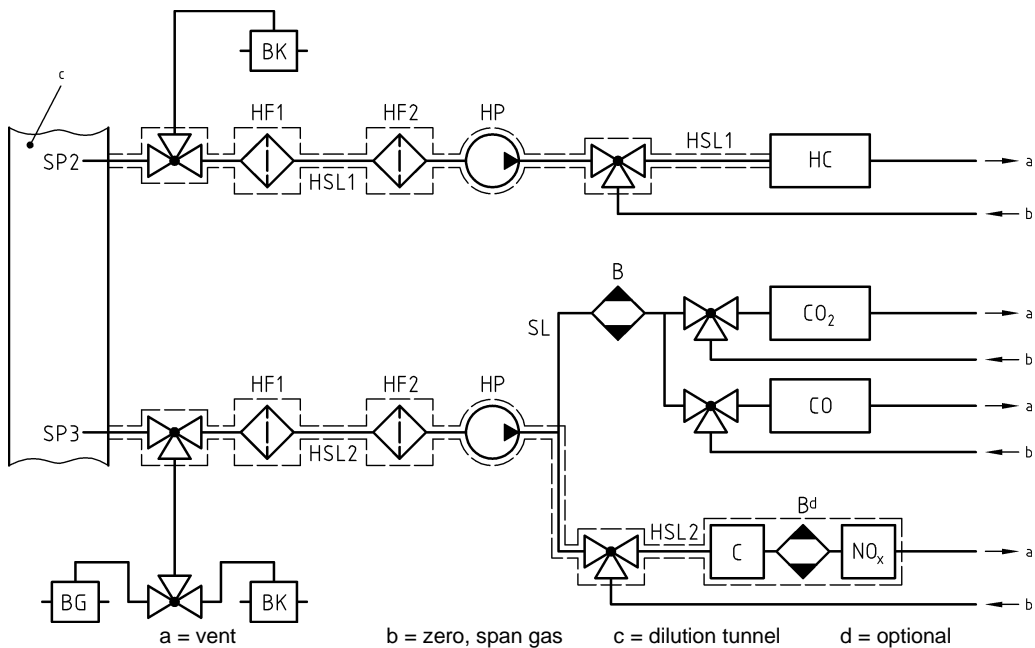 BK
c
HF1 HF2 HP
SP2 HSL1 HSL1 HC a
b
B
SL CO₂ a
b
HF1 HF2 HP
CO a
SP3 HSL2 b
HSL2 Bᵈ
C NOₓ a
BG BK b
a = vent b = zero, span gas c = dilution tunnel d = optional